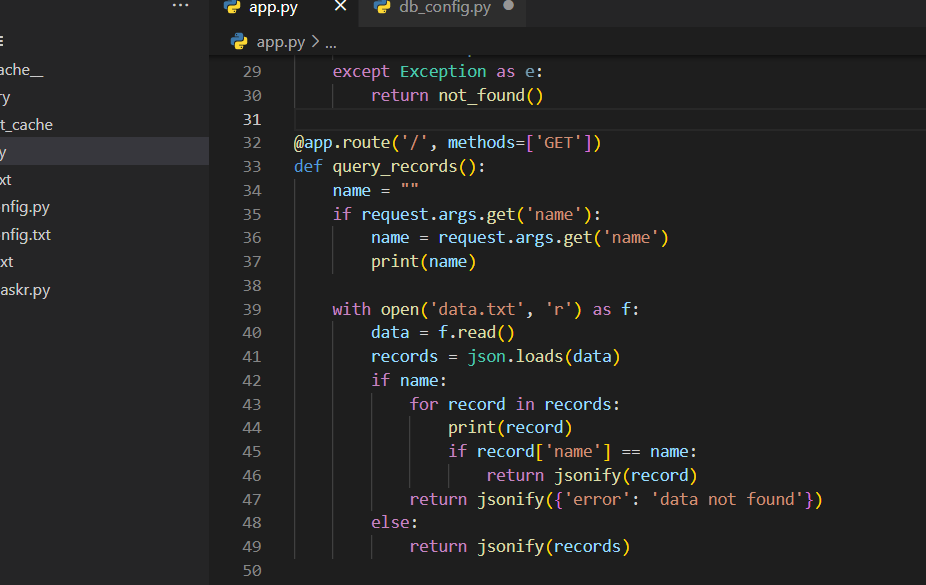 ...
app.py ×
db_config.py
app.py > ...
ache__
ry
t_cache
y
xt
nfig.py
nfig.txt
xt
askr.py
29 except Exception as e:
30 return not_found()
31
32 @app.route('/', methods=['GET'])
33 def query_records():
34 name = ""
35 if request.args.get('name'):
36 name = request.args.get('name')
37 print(name)
38
39 with open('data.txt', 'r') as f:
40 data = f.read()
41 records = json.loads(data)
42 if name:
43 for record in records:
44 print(record)
45 if record['name'] == name:
46 return jsonify(record)
47 return jsonify({'error': 'data not found'})
48 else:
49 return jsonify(records)
50